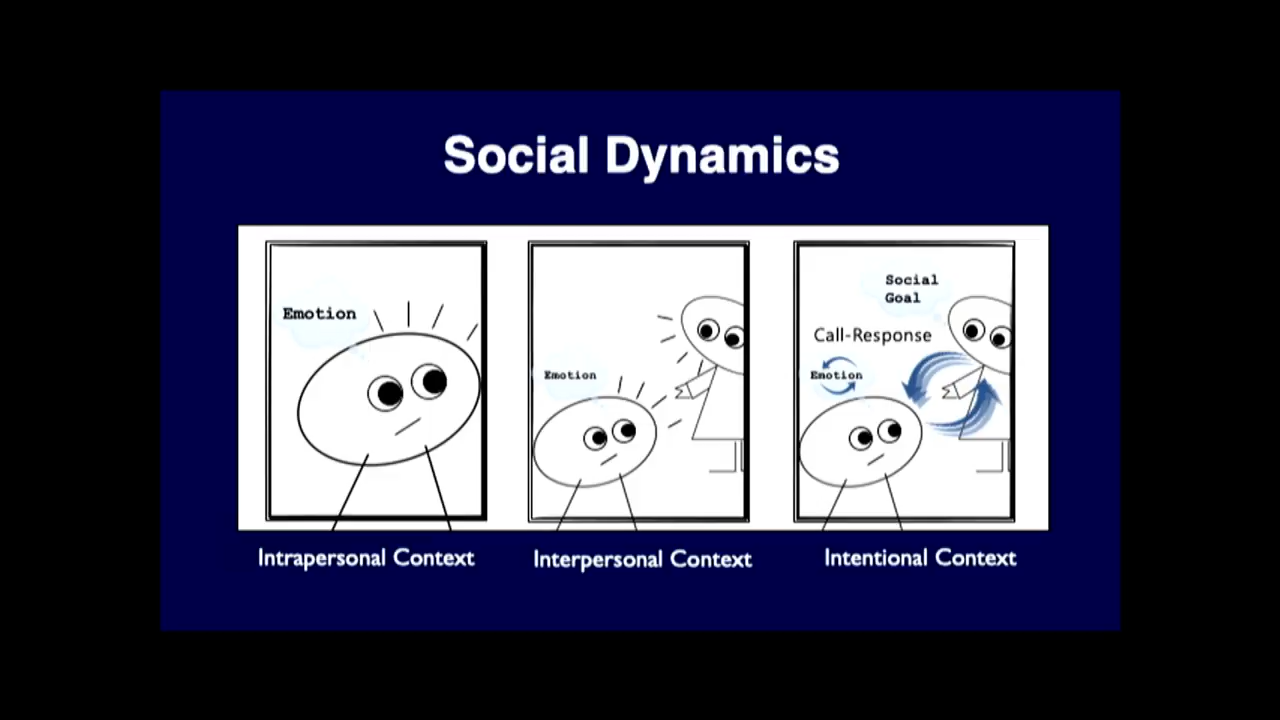 Social Dynamics
Emotion
Emotion
Social
Goal
Call-Response
Emotion
Intrapersonal Context
Interpersonal Context
Intentional Context